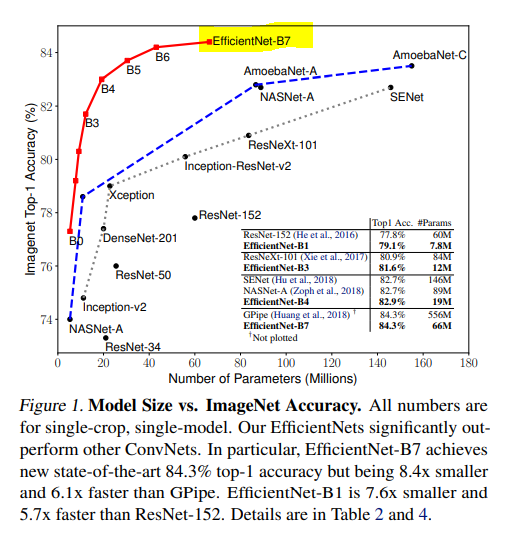 84
82
80
78
76
74
0
20
40
60
80
100
120
140
160
180
Number of Parameters (Millions)
Imagenet Top-1 Accuracy (%)
EfficientNet-B7
B6
B5
B4
B3
B0
AmoebaNet-C
AmoebaNet-A
NASNet-A
SENet
ResNeXt-101
Inception-ResNet-v2
Xception
ResNet-152
DenseNet-201
ResNet-50
Inception-v2
NASNet-A
ResNet-34
Top1 Acc. #Params
ResNet-152 (He et al., 2016) 77.8% 60M
EfficientNet-B1 79.1% 7.8M
ResNeXt-101 (Xie et al., 2017) 80.9% 84M
EfficientNet-B3 81.6% 12M
SENet (Hu et al., 2018) 82.7% 146M
NASNet-A (Zoph et al., 2018) 82.7% 89M
EfficientNet-B4 82.9% 19M
GPipe (Huang et al., 2018) † 84.3% 556M
EfficientNet-B7 84.3% 66M
†Not plotted
Figure 1. Model Size vs. ImageNet Accuracy. All numbers are
for single-crop, single-model. Our EfficientNets significantly out-
perform other ConvNets. In particular, EfficientNet-B7 achieves
new state-of-the-art 84.3% top-1 accuracy but being 8.4x smaller
and 6.1x faster than GPipe. EfficientNet-B1 is 7.6x smaller and
5.7x faster than ResNet-152. Details are in Table 2 and 4.